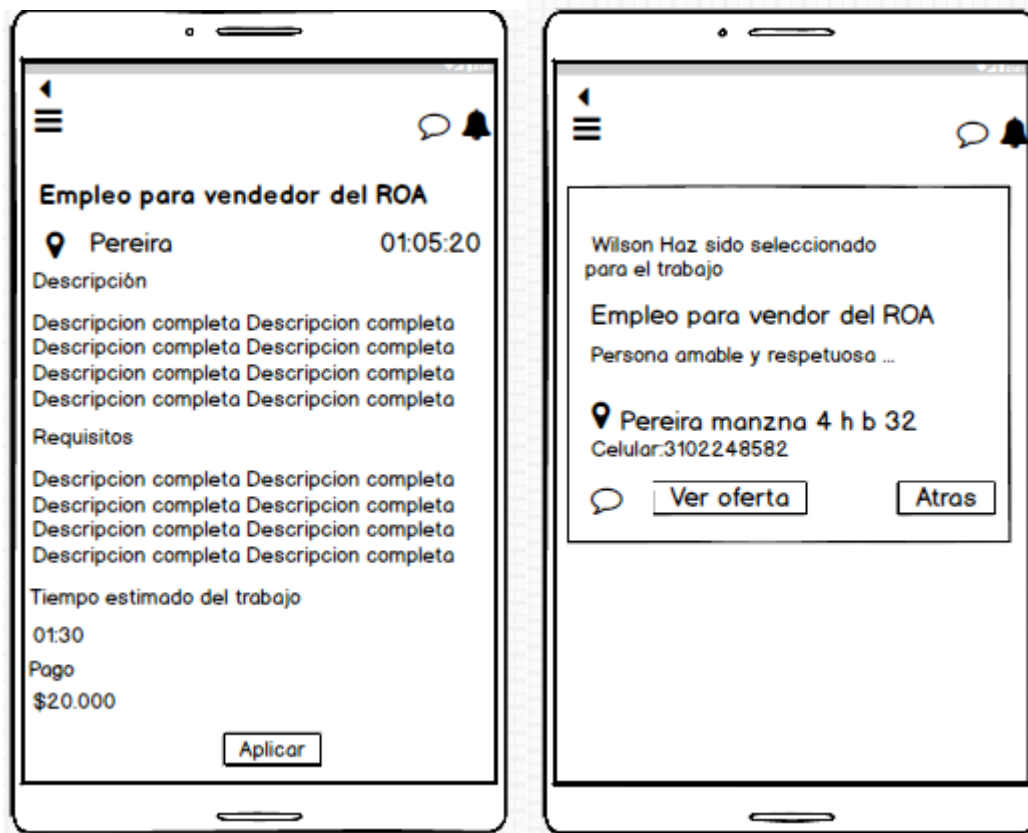 Empleo para vendedor del ROA
Pereira 01:05:20
Descripción
Descripcion completa Descripcion completa
Descripcion completa Descripcion completa
Descripcion completa Descripcion completa
Descripcion completa Descripcion completa
Requisitos
Descripcion completa Descripcion completa
Descripcion completa Descripcion completa
Descripcion completa Descripcion completa
Descripcion completa Descripcion completa
Tiempo estimado del trabajo
01:30
Pago
$20.000
Aplicar
Wilson Haz sido seleccionado
para el trabajo
Empleo para vendor del ROA
Persona amable y respetuosa ...
Pereira manzna 4 h b 32
Celular:3102248582
Ver oferta Atras